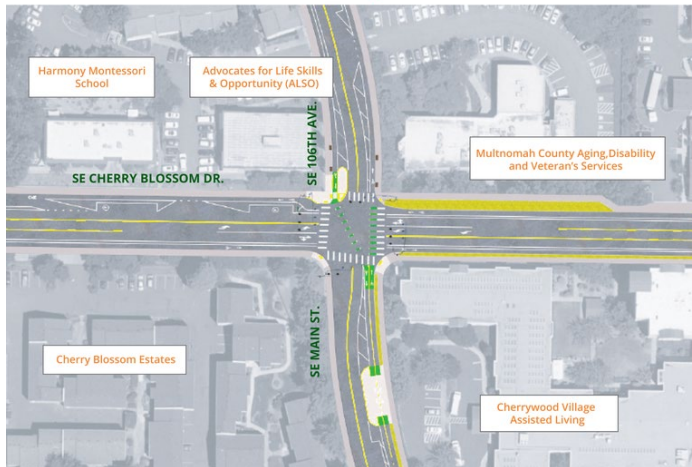 Harmony Montessori
School
Advocates for Life Skills
& Opportunity (ALSO)
SE 106TH AVE.
Multnomah County Aging,Disability
and Veteran's Services
SE CHERRY BLOSSOM DR.
SE MAIN ST.
Cherry Blossom Estates
Cherrywood Village
Assisted Living